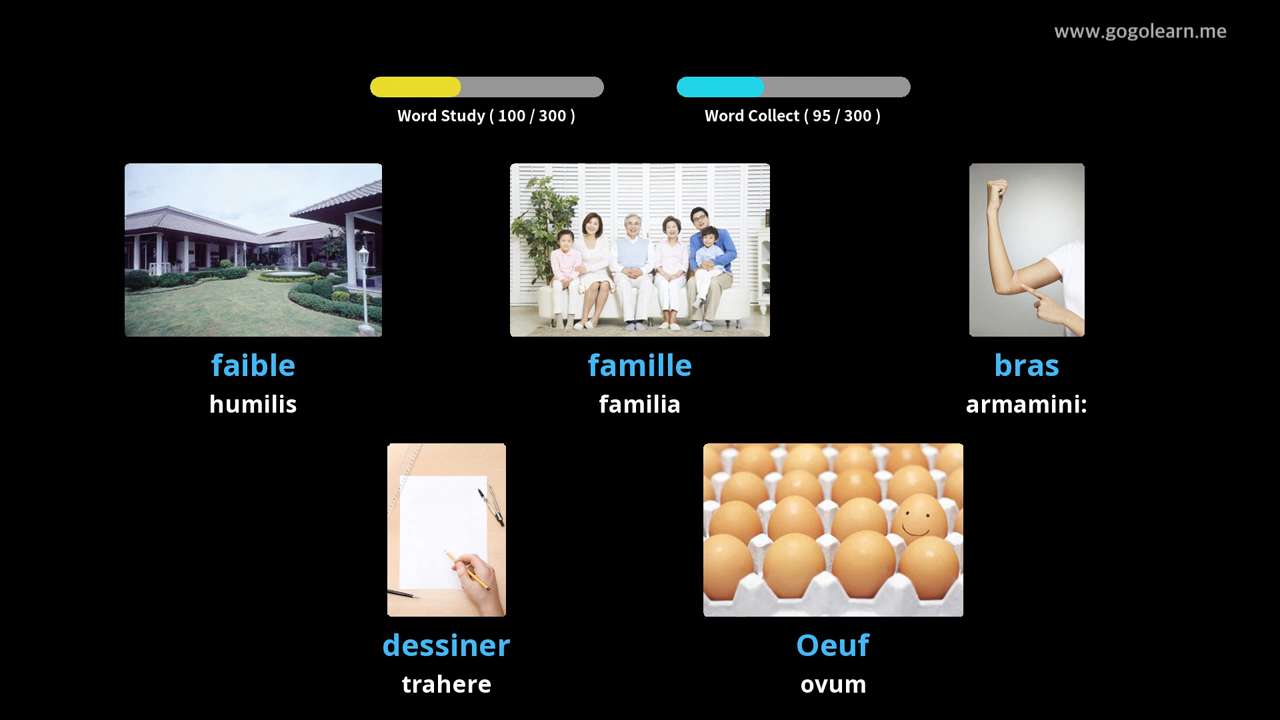 www.gogolearn.me
Word Study ( 100 / 300 )
Word Collect ( 95 / 300 )
faible
humilis
famille
familia
bras
armamini:
dessiner
trahere
Oeuf
ovum